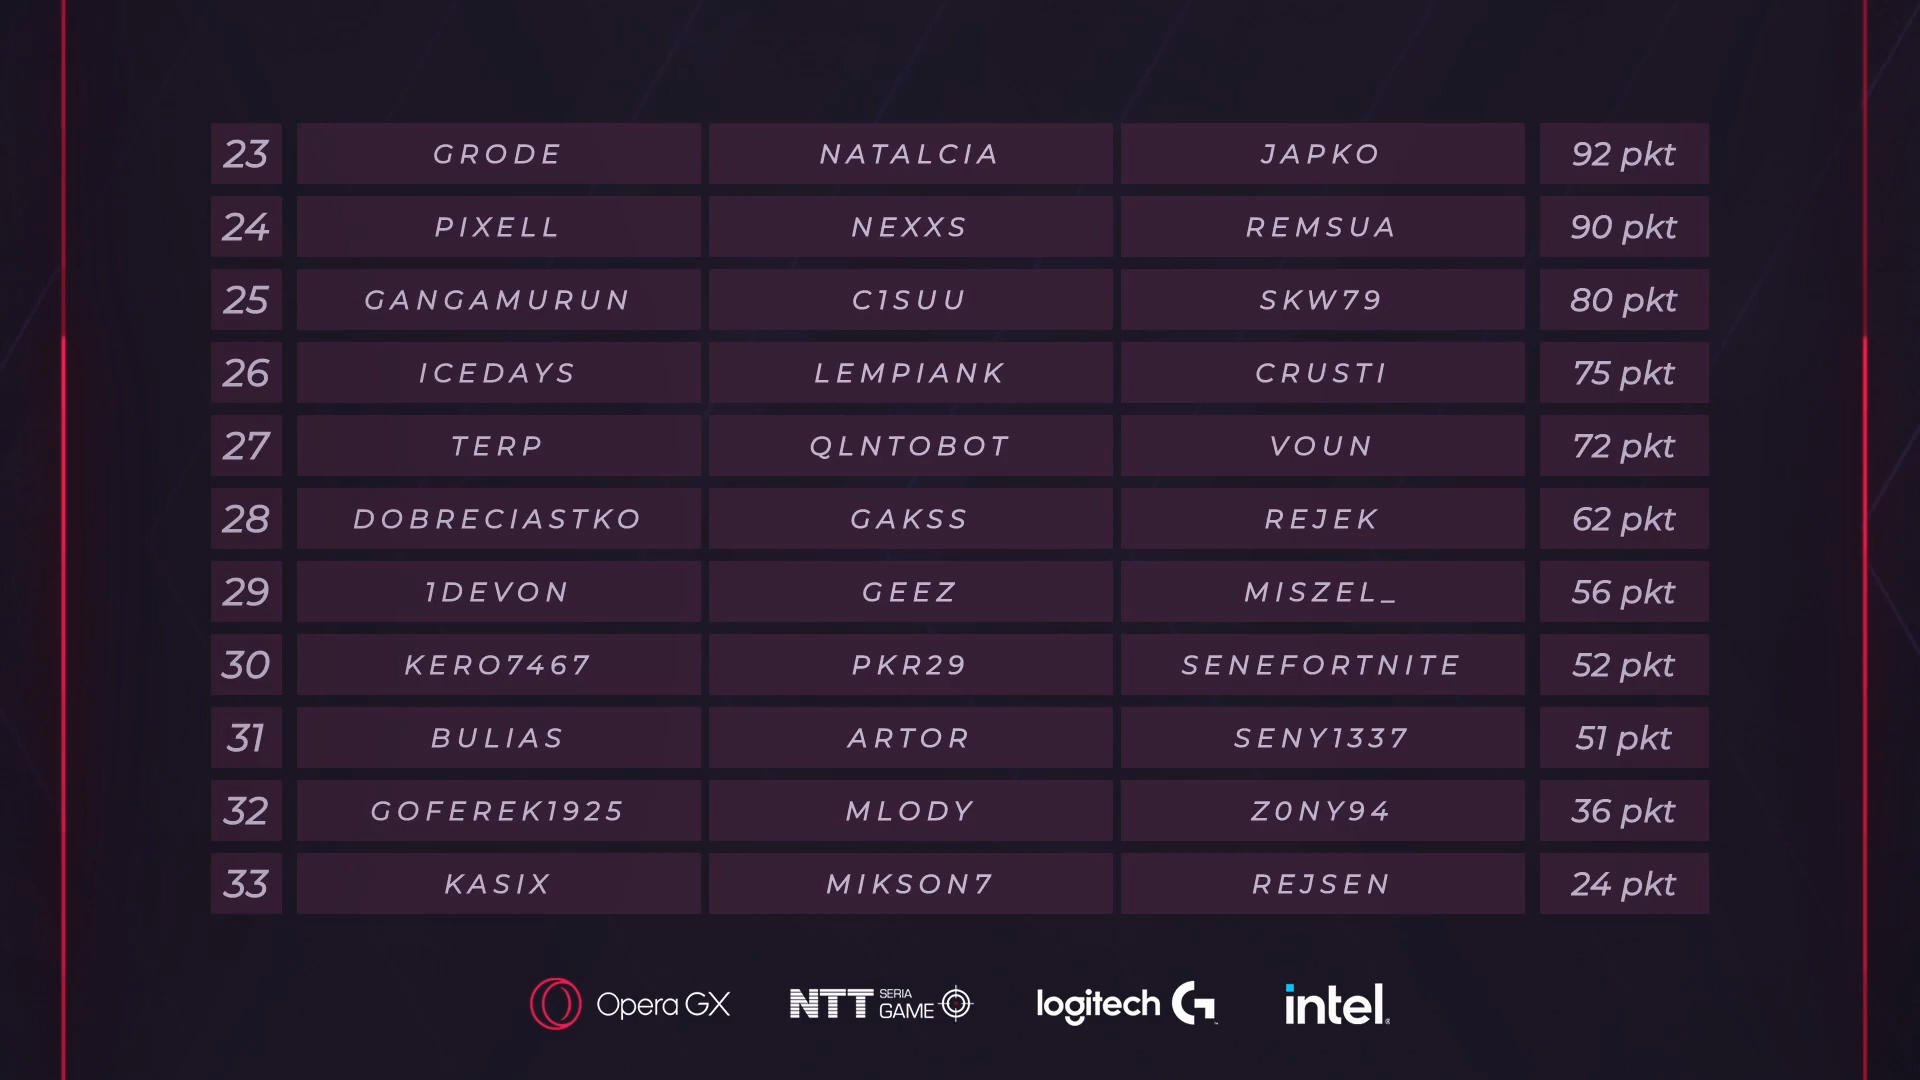 23 GRODE NATALCIA JAPKO 92 pkt
24 PIXELL NEXXS REMSUA 90 pkt
25 GANGAMURUN C1SUU SKW79 80 pkt
26 ICEDAYS LEMPIANK CRUSTI 75 pkt
27 TERP QLNTOBOT VOUN 72 pkt
28 DOBRECIASTKO GAKSS REJEK 62 pkt
29 1DEVON GEEZ MISZEL_ 56 pkt
30 KERO7467 PKR29 SENEFORTNITE 52 pkt
31 BULIAS ARTOR SENY1337 51 pkt
32 GOFEREK1925 MLODY Z0NY94 36 pkt
33 KASIX MIKSON7 REJSEN 24 pkt
Opera GX NTT SERIA GAME logitech G intel